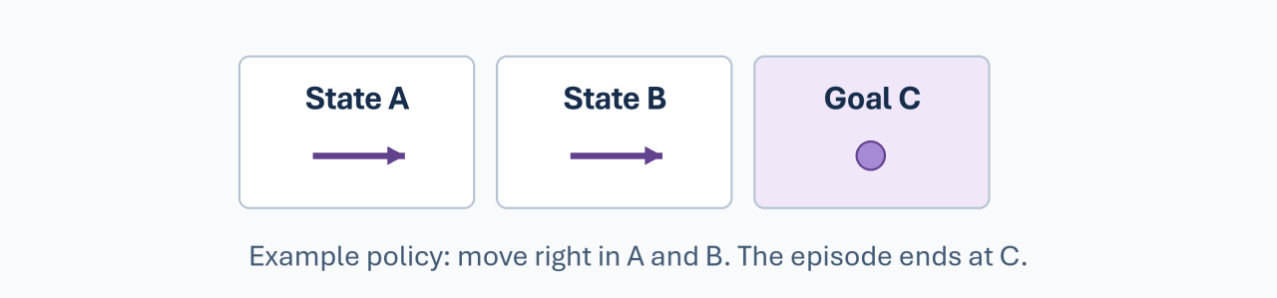 State A
State B
Goal C
Example policy: move right in A and B. The episode ends at C.